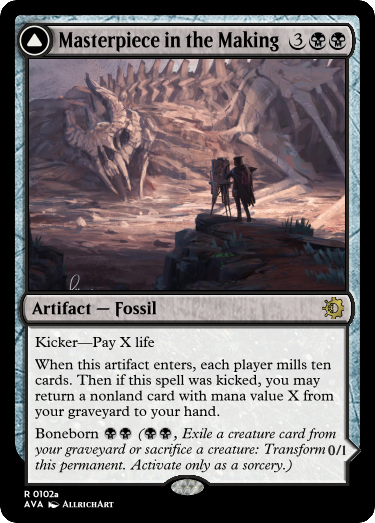 Masterpiece in the Making 3
Artifact — Fossil
Kicker—Pay X life
When this artifact enters, each player mills ten
cards. Then if this spell was kicked, you may
return a nonland card with mana value X from
your graveyard to your hand.
Boneborn (, Exile a creature card from
your graveyard or sacrifice a creature: Transform
this permanent. Activate only as a sorcery.)
0/1
R 0102a
AVA AllrichArt